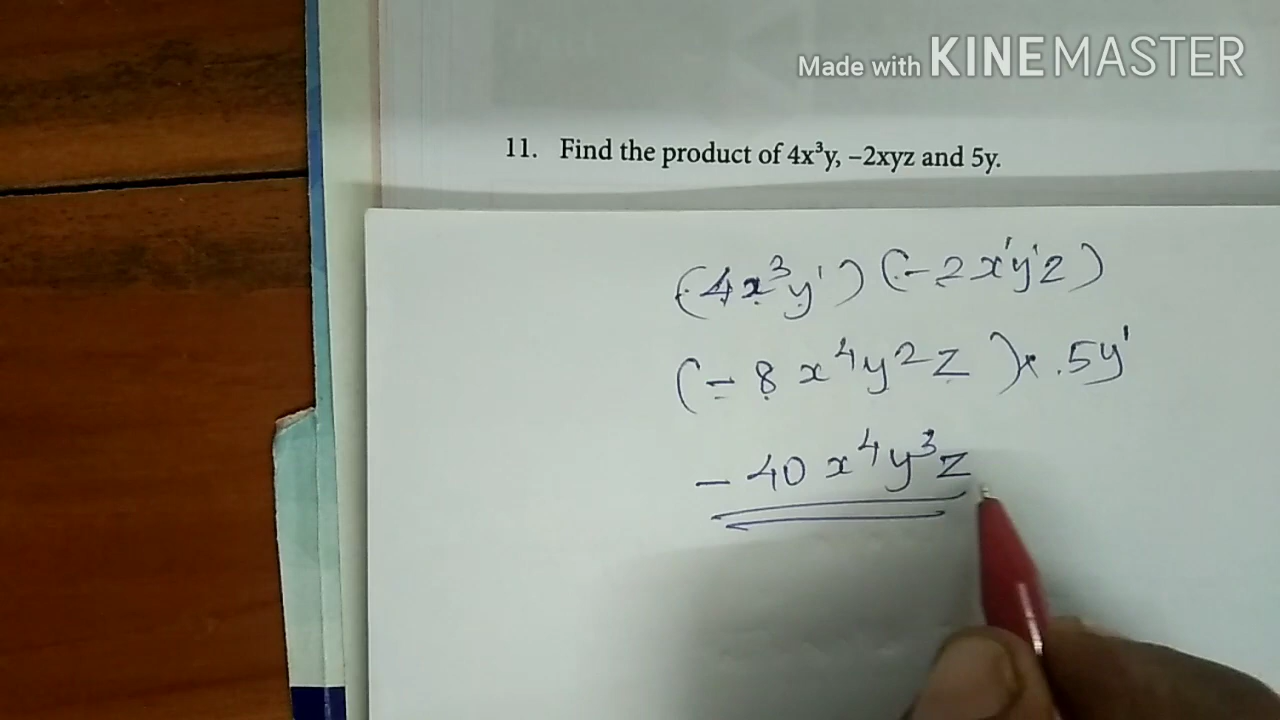 Made with KINEMASTER
11. Find the product of 4x³y, –2xyz and 5y.
(4x³y¹) (-2x¹y¹z)
(-8x⁴y²z) × 5y¹
-40x⁴y³z